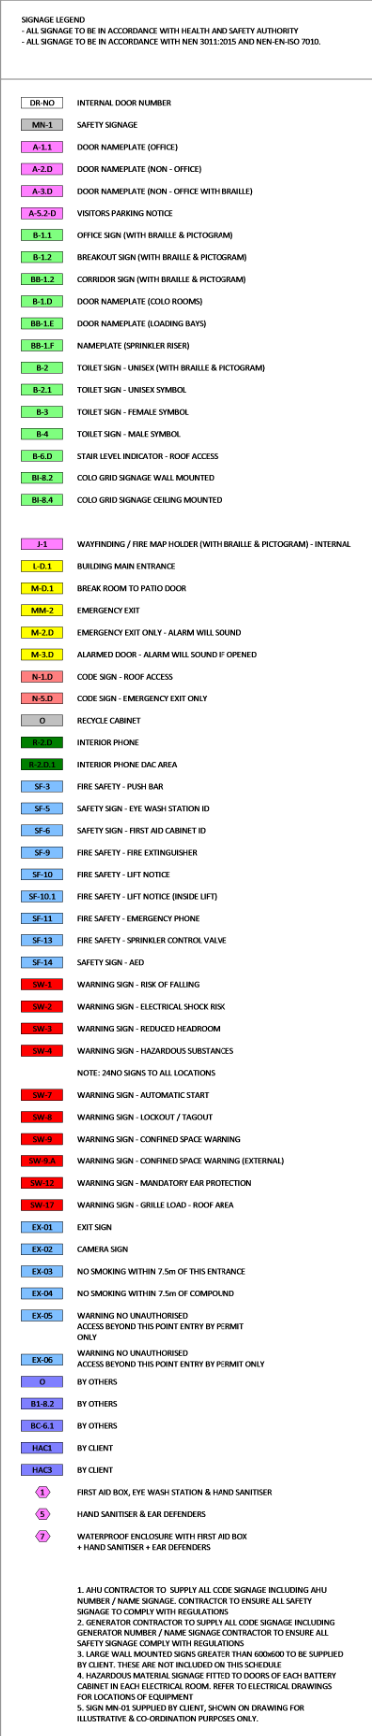 SIGNAGE LEGEND
- ALL SIGNAGE TO BE IN ACCORDANCE WITH HEALTH AND SAFETY AUTHORITY
- ALL SIGNAGE TO BE IN ACCORDANCE WITH NEN 3011:2015 AND NEN-EN-ISO 7010.
DR-NO INTERNAL DOOR NUMBER
MN-1 SAFETY SIGNAGE
A-1.1 DOOR NAMEPLATE (OFFICE)
A-2.D DOOR NAMEPLATE (NON - OFFICE)
A-3.D DOOR NAMEPLATE (NON - OFFICE WITH BRAILLE)
A-5.2-D VISITORS PARKING NOTICE
B-1.1 OFFICE SIGN (WITH BRAILLE & PICTOGRAM)
B-1.2 BREAKOUT SIGN (WITH BRAILLE & PICTOGRAM)
BB-1.2 CORRIDOR SIGN (WITH BRAILLE & PICTOGRAM)
B-1.D DOOR NAMEPLATE (COLO ROOMS)
BB-1.E DOOR NAMEPLATE (LOADING BAYS)
BB-1.F NAMEPLATE (SPRINKLER RISER)
B-2 TOILET SIGN - UNISEX (WITH BRAILLE & PICTOGRAM)
B-2.1 TOILET SIGN - UNISEX SYMBOL
B-3 TOILET SIGN - FEMALE SYMBOL
B-4 TOILET SIGN - MALE SYMBOL
B-6.D STAIR LEVEL INDICATOR - ROOF ACCESS
BI-8.2 COLO GRID SIGNAGE WALL MOUNTED
BI-8.4 COLO GRID SIGNAGE CEILING MOUNTED
J-1 WAYFINDING / FIRE MAP HOLDER (WITH BRAILLE & PICTOGRAM) - INTERNAL
L-D.1 BUILDING MAIN ENTRANCE
M-D.1 BREAK ROOM TO PATIO DOOR
MM-2 EMERGENCY EXIT
M-2.D EMERGENCY EXIT ONLY - ALARM WILL SOUND
M-3.D ALARMED DOOR - ALARM WILL SOUND IF OPENED
N-1.D CODE SIGN - ROOF ACCESS
N-5.D CODE SIGN - EMERGENCY EXIT ONLY
O RECYCLE CABINET
R-2.D INTERIOR PHONE
R-2.D.1 INTERIOR PHONE DAC AREA
SF-3 FIRE SAFETY - PUSH BAR
SF-5 SAFETY SIGN - EYE WASH STATION ID
SF-6 SAFETY SIGN - FIRST AID CABINET ID
SF-9 FIRE SAFETY - FIRE EXTINGUISHER
SF-10 FIRE SAFETY - LIFT NOTICE
SF-10.1 FIRE SAFETY - LIFT NOTICE (INSIDE LIFT)
SF-11 FIRE SAFETY - EMERGENCY PHONE
SF-13 FIRE SAFETY - SPRINKLER CONTROL VALVE
SF-14 SAFETY SIGN - AED
SW-1 WARNING SIGN - RISK OF FALLING
SW-2 WARNING SIGN - ELECTRICAL SHOCK RISK
SW-3 WARNING SIGN - REDUCED HEADROOM
SW-4 WARNING SIGN - HAZARDOUS SUBSTANCES
NOTE: 24NO SIGNS TO ALL LOCATIONS
SW-7 WARNING SIGN - AUTOMATIC START
SW-8 WARNING SIGN - LOCKOUT / TAGOUT
SW-9 WARNING SIGN - CONFINED SPACE WARNING
SW-9.A WARNING SIGN - CONFINED SPACE WARNING (EXTERNAL)
SW-12 WARNING SIGN - MANDATORY EAR PROTECTION
SW-17 WARNING SIGN - GRILLE LOAD - ROOF AREA
EX-01 EXIT SIGN
EX-02 CAMERA SIGN
EX-03 NO SMOKING WITHIN 7.5m OF THIS ENTRANCE
EX-04 NO SMOKING WITHIN 7.5m OF COMPOUND
EX-05 WARNING NO UNAUTHORISED
ACCESS BEYOND THIS POINT ENTRY BY PERMIT
ONLY
EX-06 WARNING NO UNAUTHORISED
ACCESS BEYOND THIS POINT ENTRY BY PERMIT ONLY
O BY OTHERS
B1-8.2 BY OTHERS
BC-6.1 BY OTHERS
HAC1 BY CLIENT
HAC3 BY CLIENT
1 FIRST AID BOX, EYE WASH STATION & HAND SANITISER
5 HAND SANITISER & EAR DEFENDERS
7 WATERPROOF ENCLOSURE WITH FIRST AID BOX
+ HAND SANITISER + EAR DEFENDERS
1. AHU CONTRACTOR TO SUPPLY ALL CODE SIGNAGE INCLUDING AHU
NUMBER / NAME SIGNAGE. CONTRACTOR TO ENSURE ALL SAFETY
SIGNAGE TO COMPLY WITH REGULATIONS
2. GENERATOR CONTRACTOR TO SUPPLY ALL CODE SIGNAGE INCLUDING
GENERATOR NUMBER / NAME SIGNAGE CONTRACTOR TO ENSURE ALL
SAFETY SIGNAGE COMPLY WITH REGULATIONS
3. LARGE WALL MOUNTED SIGNS GREATER THAN 600x600 TO BE SUPPLIED
BY CLIENT. THESE ARE NOT INCLUDED ON THIS SCHEDULE
4. HAZARDOUS MATERIAL SIGNAGE FITTED TO DOORS OF EACH BATTERY
CABINET IN EACH ELECTRICAL ROOM. REFER TO ELECTRICAL DRAWINGS
FOR LOCATIONS OF EQUIPMENT
5. SIGN MN-01 SUPPLIED BY CLIENT, SHOWN ON DRAWING FOR
ILLUSTRATIVE & CO-ORDINATION PURPOSES ONLY.